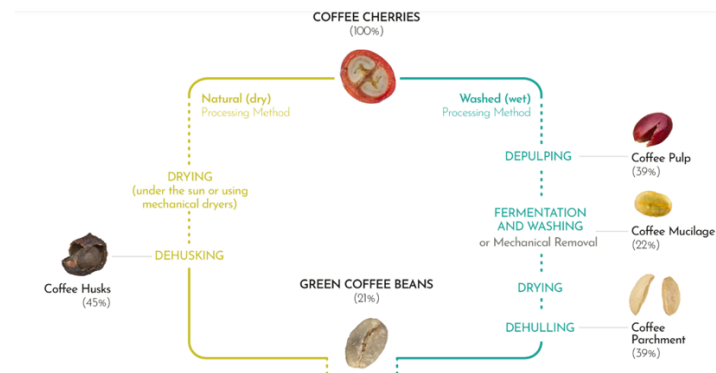 COFFEE CHERRIES
(100%)
Natural (dry)
Processing Method
Washed (wet)
Processing Method
DEPULPING
Coffee Pulp
(39%)
DRYING
(under the sun or using
mechanical dryers)
FERMENTATION
AND WASHING
or Mechanical Removal
Coffee Mucilage
(22%)
DEHUSKING
Coffee Husks
(45%)
GREEN COFFEE BEANS
(21%)
DRYING
DEHULLING
Coffee
Parchment
(39%)